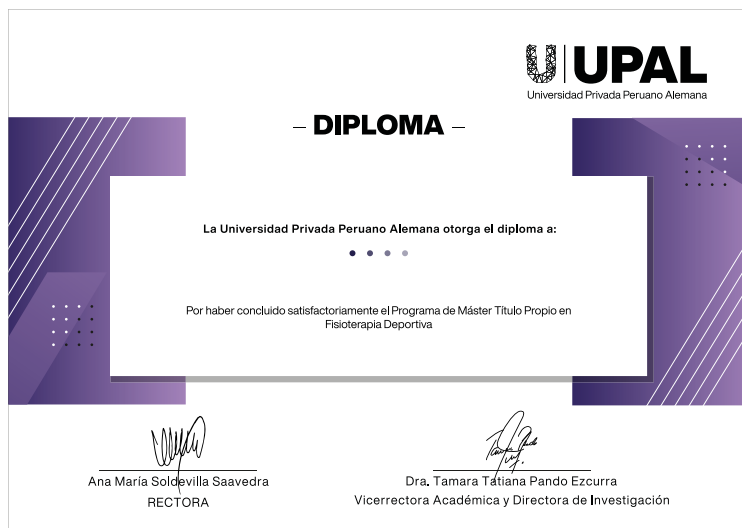 UPAL
Universidad Privada Peruano Alemana
– DIPLOMA –
La Universidad Privada Peruano Alemana otorga el diploma a:
Por haber concluido satisfactoriamente el Programa de Máster Título Propio en
Fisioterapia Deportiva
Ana María Soldevilla Saavedra
RECTORA
Dra. Tamara Tatiana Pando Ezcurra
Vicerrectora Académica y Directora de Investigación